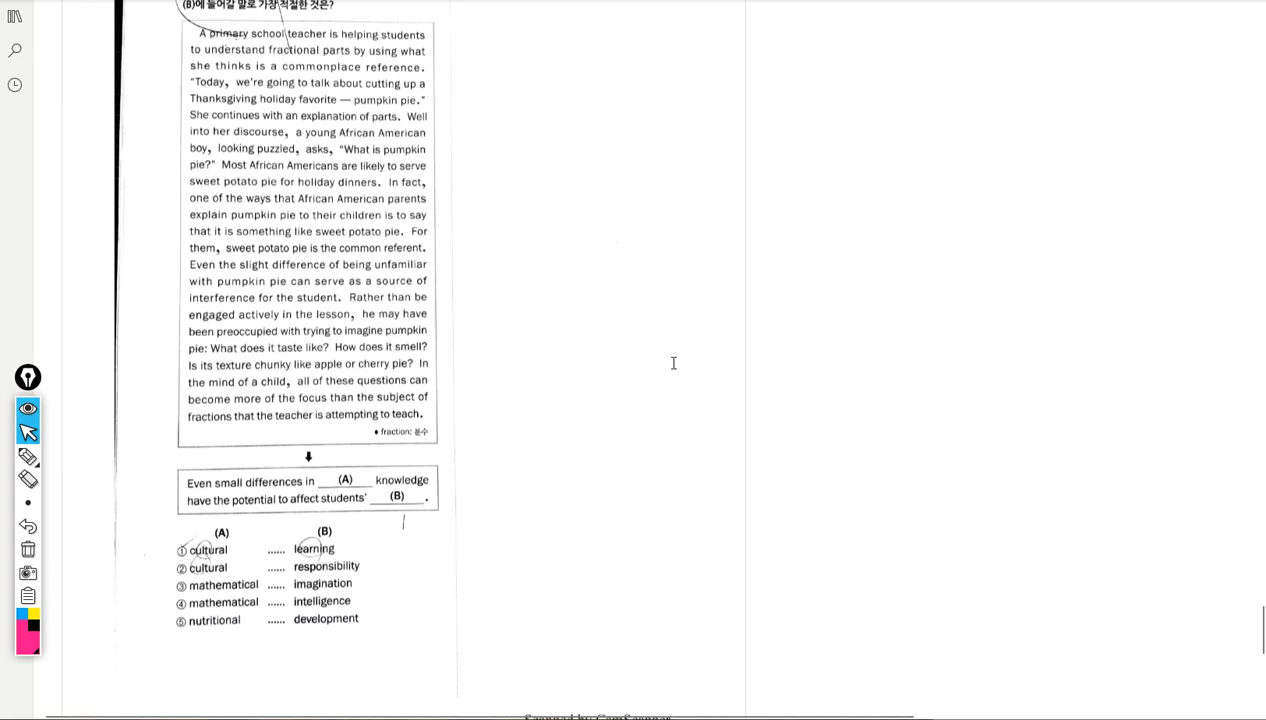 (B)에 들어갈 말로 가장 적절한 것은?
A primary school teacher is helping students
to understand fractional parts by using what
she thinks is a commonplace reference.
"Today, we're going to talk about cutting up a
Thanksgiving holiday favorite — pumpkin pie."
She continues with an explanation of parts. Well
into her discourse, a young African American
boy, looking puzzled, asks, "What is pumpkin
pie?" Most African Americans are likely to serve
sweet potato pie for holiday dinners. In fact,
one of the ways that African American parents
explain pumpkin pie to their children is to say
that it is something like sweet potato pie. For
them, sweet potato pie is the common referent.
Even the slight difference of being unfamiliar
with pumpkin pie can serve as a source of
interference for the student. Rather than be
engaged actively in the lesson, he may have
been preoccupied with trying to imagine pumpkin
pie: What does it taste like? How does it smell?
Is its texture chunky like apple or cherry pie? In
the mind of a child, all of these questions can
become more of the focus than the subject of
fractions that the teacher is attempting to teach.
• fraction: 분수
Even small differences in (A) knowledge
have the potential to affect students' (B) .
(A) (B)
① cultural ...... learning
② cultural ...... responsibility
③ mathematical ...... imagination
④ mathematical ...... intelligence
⑤ nutritional ...... development
Scanned by CamScanner